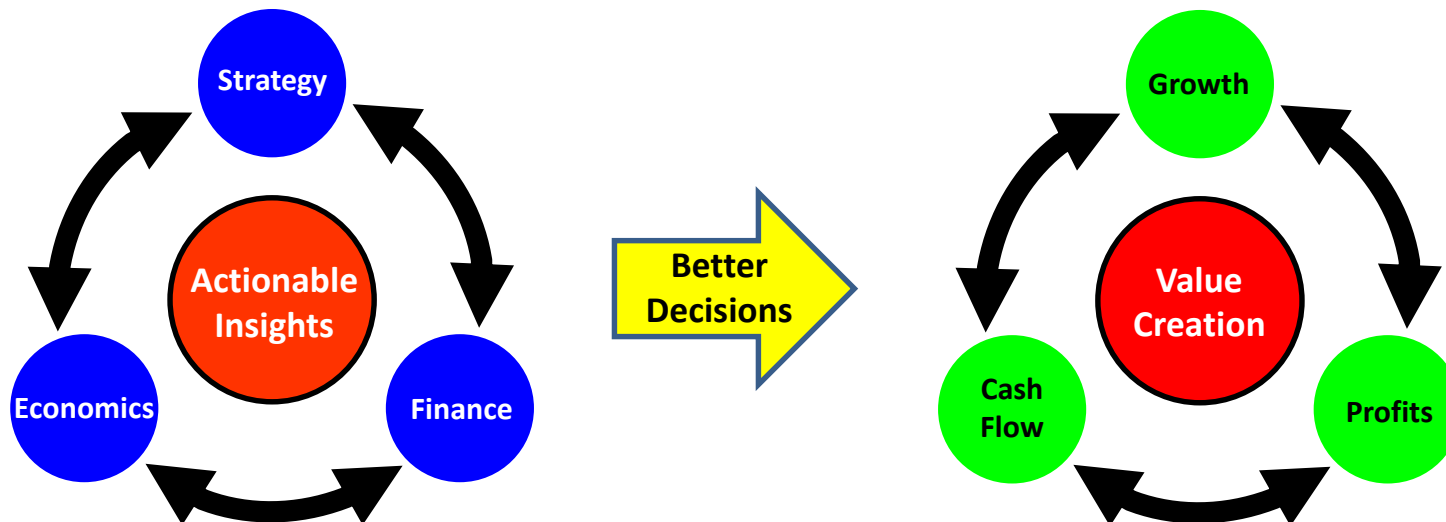 Strategy
Actionable
Insights
Economics
Finance
Better
Decisions
Growth
Value
Creation
Cash
Flow
Profits